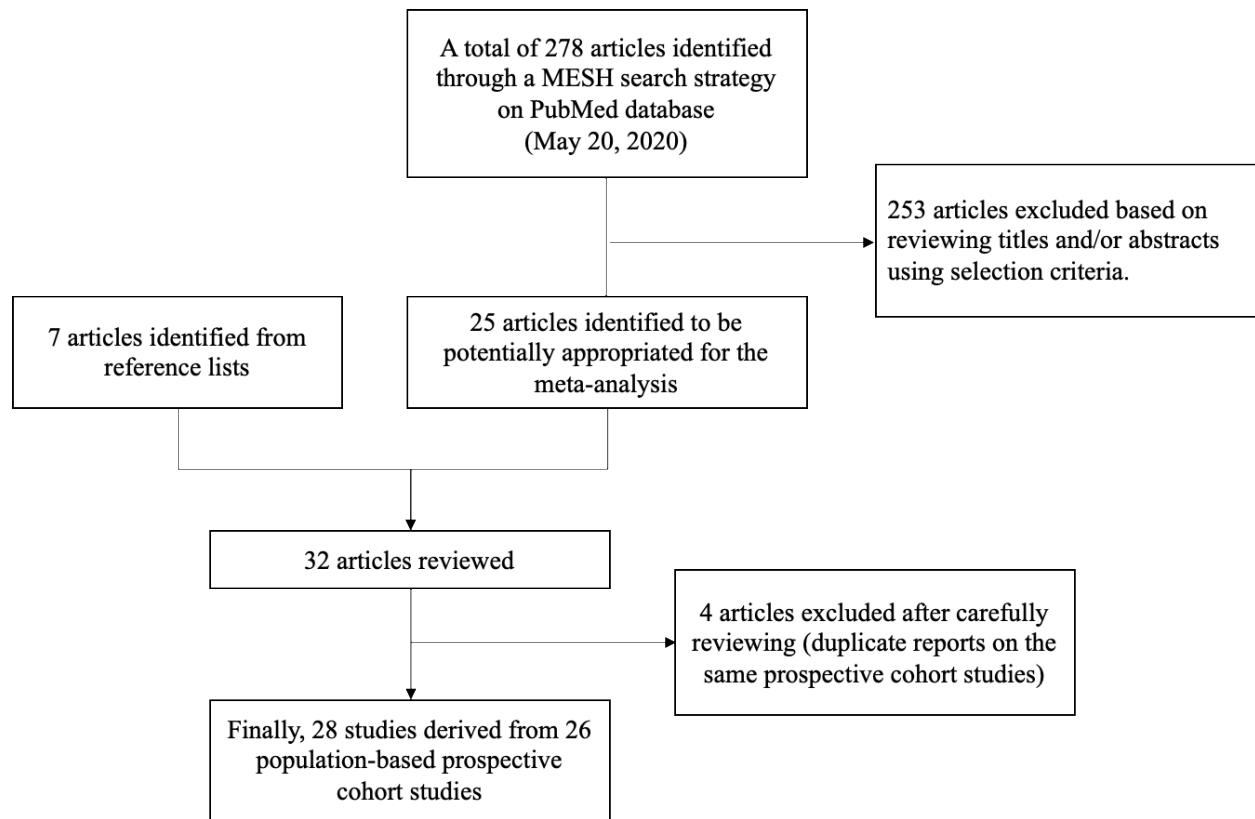 A total of 278 articles identified
through a MESH search strategy
on PubMed database
(May 20, 2020)
253 articles excluded based on
reviewing titles and/or abstracts
using selection criteria.
7 articles identified from
reference lists
25 articles identified to be
potentially appropriated for the
meta-analysis
32 articles reviewed
4 articles excluded after carefully
reviewing (duplicate reports on the
same prospective cohort studies)
Finally, 28 studies derived from 26
population-based prospective
cohort studies